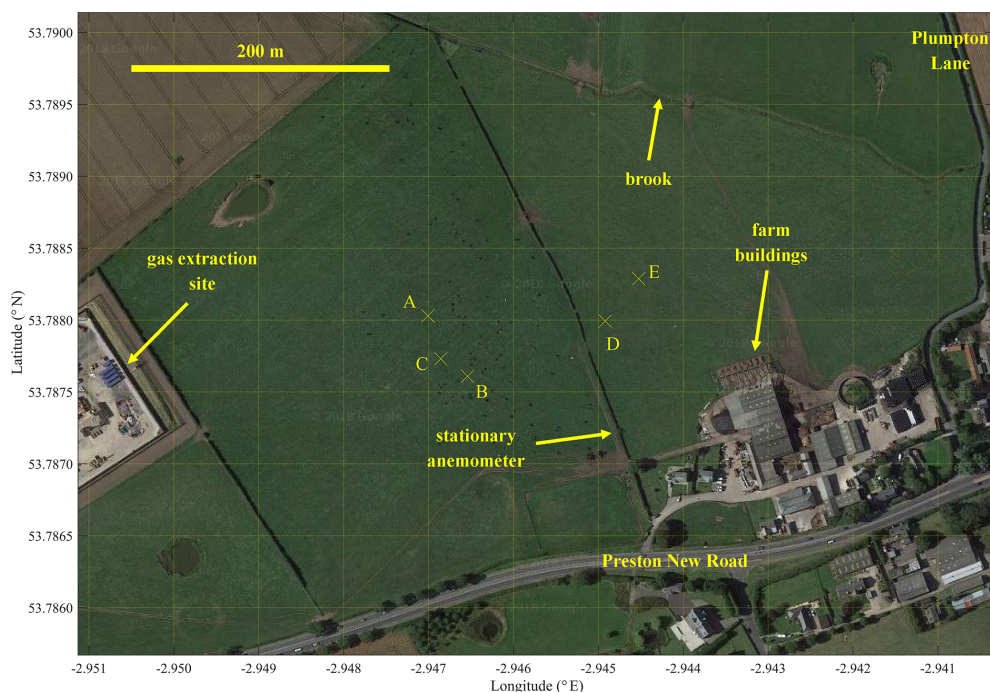 53.7900
53.7895
53.7890
53.7885
53.7880
53.7875
53.7870
53.7865
53.7860
Latitude (° N)
200 m
Plumpton
Lane
brook
farm
buildings
gas extraction
site
A
E
C
D
B
stationary
anemometer
Preston New Road
-2.951
-2.950
-2.949
-2.948
-2.947
-2.946
-2.945
-2.944
-2.943
-2.942
-2.941
Longitude (° E)
2018 Google